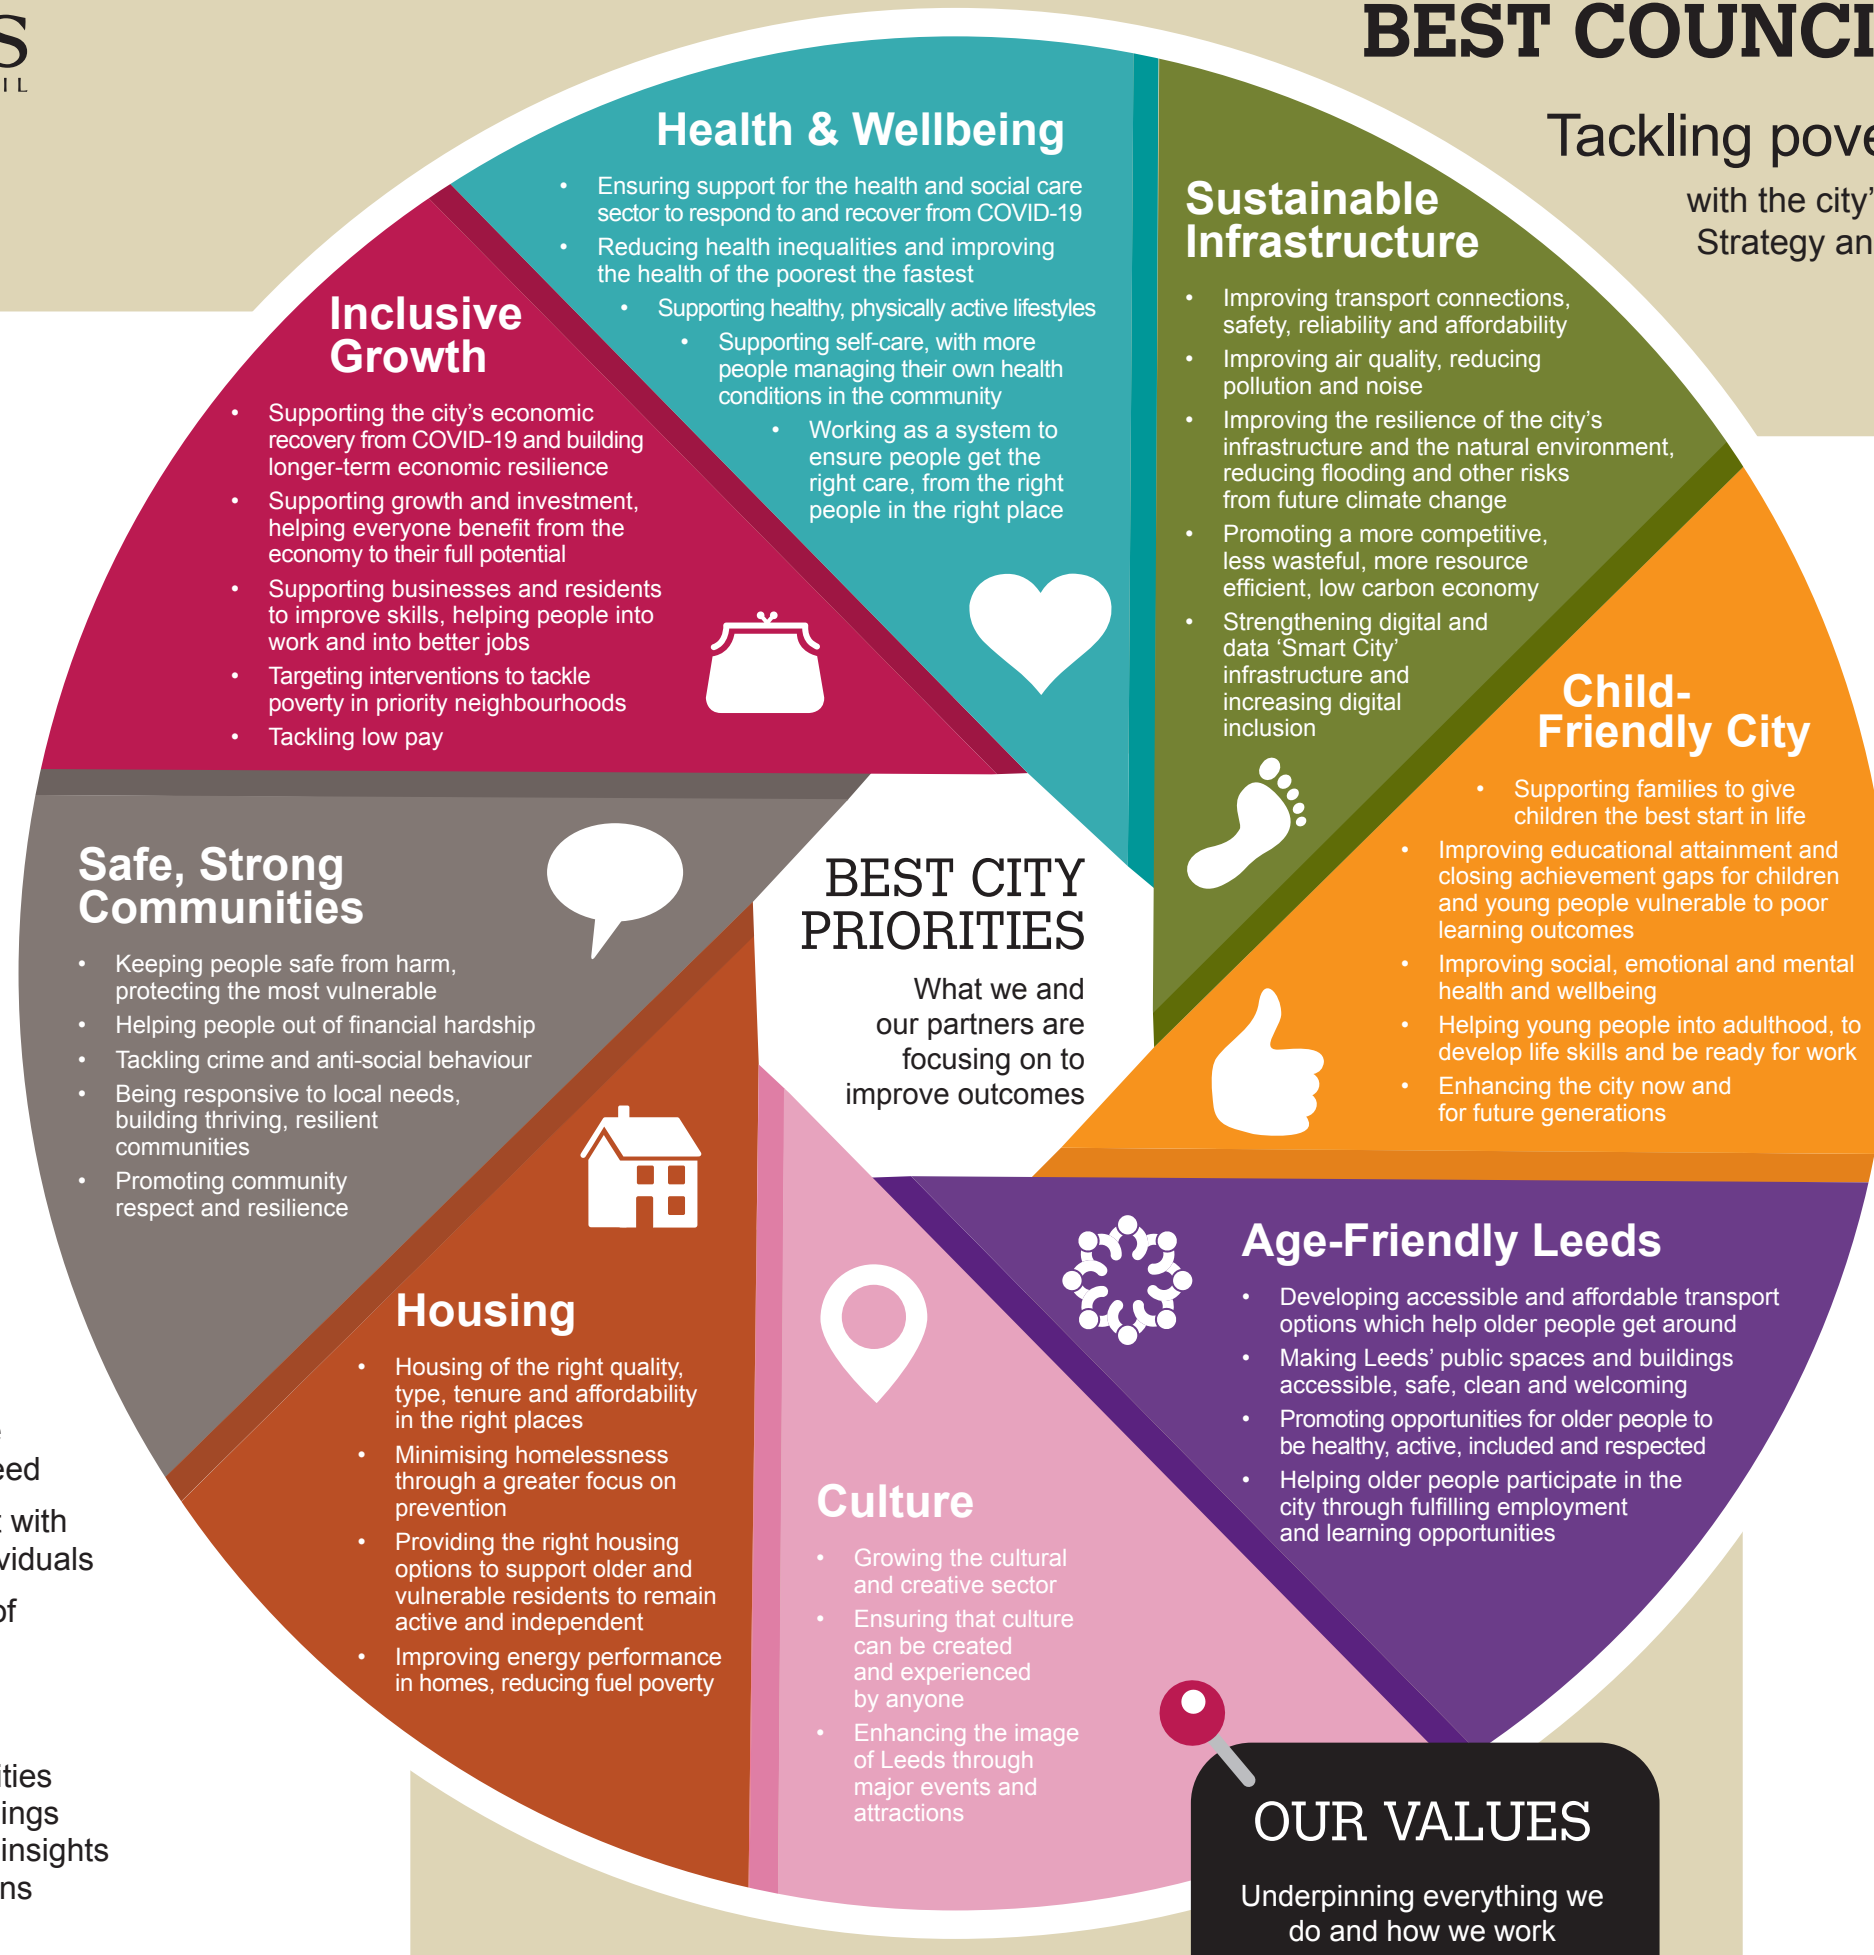 S
IL
BEST COUNCI
Tackling pove
with the city’
Strategy an
Health & Wellbeing
• Ensuring support for the health and social care
sector to respond to and recover from COVID-19
• Reducing health inequalities and improving
the health of the poorest the fastest
• Supporting healthy, physically active lifestyles
• Supporting self-care, with more
people managing their own health
conditions in the community
• Working as a system to
ensure people get the
right care, from the right
people in the right place
Sustainable
Infrastructure
• Improving transport connections,
safety, reliability and affordability
• Improving air quality, reducing
pollution and noise
• Improving the resilience of the city’s
infrastructure and the natural environment,
reducing flooding and other risks
from future climate change
• Promoting a more competitive,
less wasteful, more resource
efficient, low carbon economy
• Strengthening digital and
data ‘Smart City’
infrastructure and
increasing digital
inclusion
Child-
Friendly City
• Supporting families to give
children the best start in life
• Improving educational attainment and
closing achievement gaps for children
and young people vulnerable to poor
learning outcomes
• Improving social, emotional and mental
health and wellbeing
• Helping young people into adulthood, to
develop life skills and be ready for work
• Enhancing the city now and
for future generations
Age-Friendly Leeds
• Developing accessible and affordable transport
options which help older people get around
• Making Leeds’ public spaces and buildings
accessible, safe, clean and welcoming
• Promoting opportunities for older people to
be healthy, active, included and respected
• Helping older people participate in the
city through fulfilling employment
and learning opportunities
Culture
• Growing the cultural
and creative sector
• Ensuring that culture
can be created
and experienced
by anyone
• Enhancing the image
of Leeds through
major events and
attractions
Housing
• Housing of the right quality,
type, tenure and affordability
in the right places
• Minimising homelessness
through a greater focus on
prevention
• Providing the right housing
options to support older and
vulnerable residents to remain
active and independent
• Improving energy performance
in homes, reducing fuel poverty
Safe, Strong
Communities
• Keeping people safe from harm,
protecting the most vulnerable
• Helping people out of financial hardship
• Tackling crime and anti-social behaviour
• Being responsive to local needs,
building thriving, resilient
communities
• Promoting community
respect and resilience
Inclusive
Growth
• Supporting the city’s economic
recovery from COVID-19 and building
longer-term economic resilience
• Supporting growth and investment,
helping everyone benefit from the
economy to their full potential
• Supporting businesses and residents
to improve skills, helping people into
work and into better jobs
• Targeting interventions to tackle
poverty in priority neighbourhoods
• Tackling low pay
BEST CITY
PRIORITIES
What we and
our partners are
focusing on to
improve outcomes
eed
with
viduals
of
ities
ings
insights
ns
OUR VALUES
Underpinning everything we
do and how we work